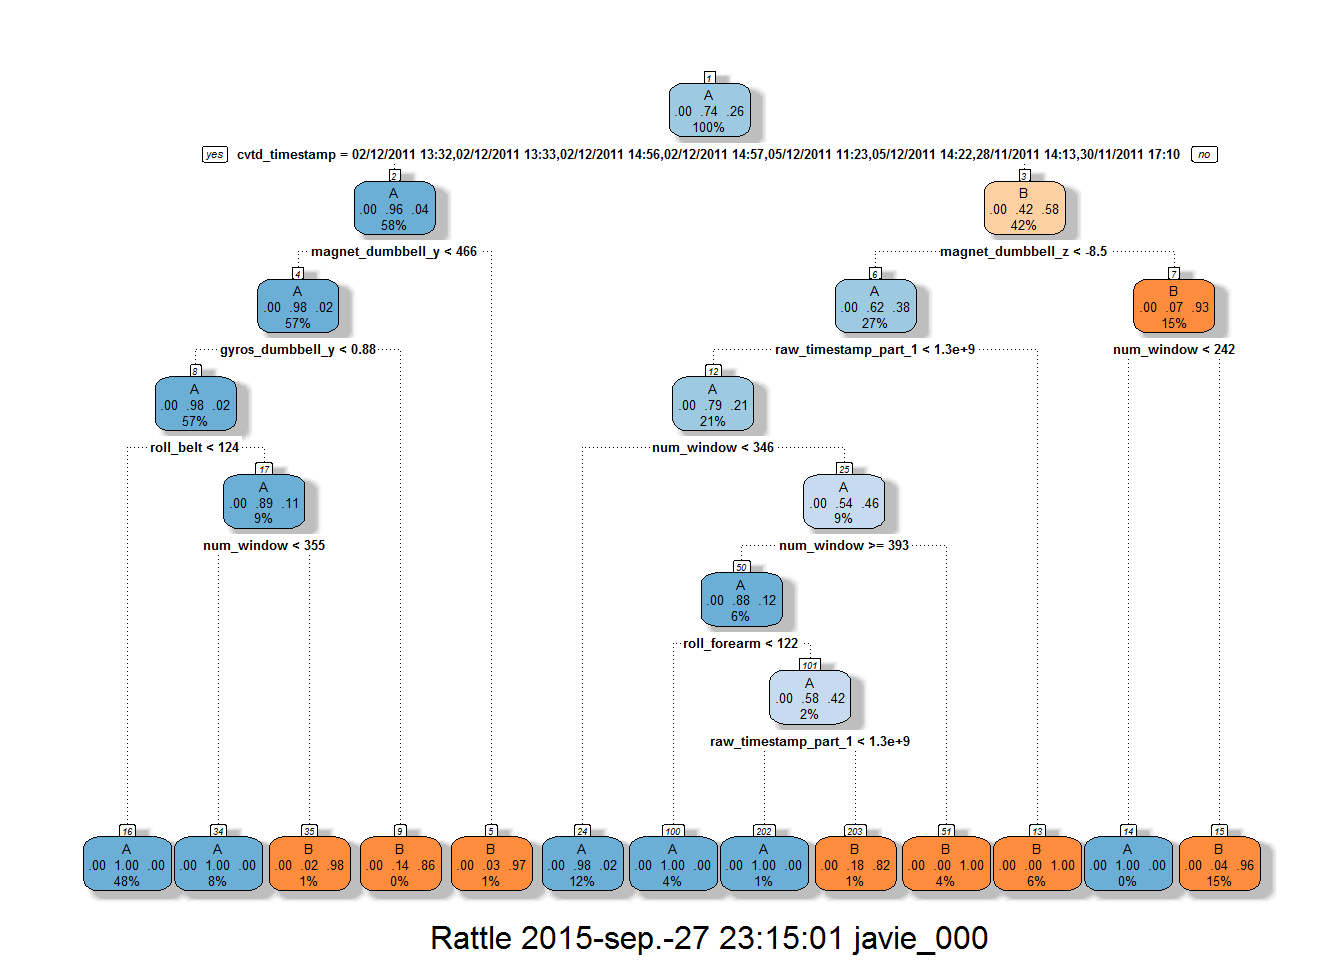 1
A
.00 .74 .26
100%
yes cvtd_timestamp = 02/12/2011 13:32,02/12/2011 13:33,02/12/2011 14:56,02/12/2011 14:57,05/12/2011 11:23,05/12/2011 14:22,28/11/2011 14:13,30/11/2011 17:10 no
2 3
A B
.00 .96 .04 .00 .42 .58
58% 42%
magnet_dumbbell_y < 466 magnet_dumbbell_z < -8.5
4 6 7
A A B
.00 .98 .02 .00 .62 .38 .00 .07 .93
57% 27% 15%
gyros_dumbbell_y < 0.88 raw_timestamp_part_1 < 1.3e+9 num_window < 242
8 12
A A
.00 .98 .02 .00 .79 .21
57% 21%
roll_belt < 124 num_window < 346
17 25
A A
.00 .89 .11 .00 .54 .46
9% 9%
num_window < 355 num_window >= 393
50
A
.00 .88 .12
6%
roll_forearm < 122
101
A
.00 .58 .42
2%
raw_timestamp_part_1 < 1.3e+9
16 34 35 9 5 24 100 202 203 51 13 14 15
A A B B B A A A B B B A B
.00 1.00 .00 .00 1.00 .00 .00 .02 .98 .00 .14 .86 .00 .03 .97 .00 .98 .02 .00 1.00 .00 .00 1.00 .00 .00 .18 .82 .00 .00 1.00 .00 .00 1.00 .00 1.00 .00 .00 .04 .96
48% 8% 1% 0% 1% 12% 4% 1% 1% 4% 6% 0% 15%
Rattle 2015-sep.-27 23:15:01 javie_000